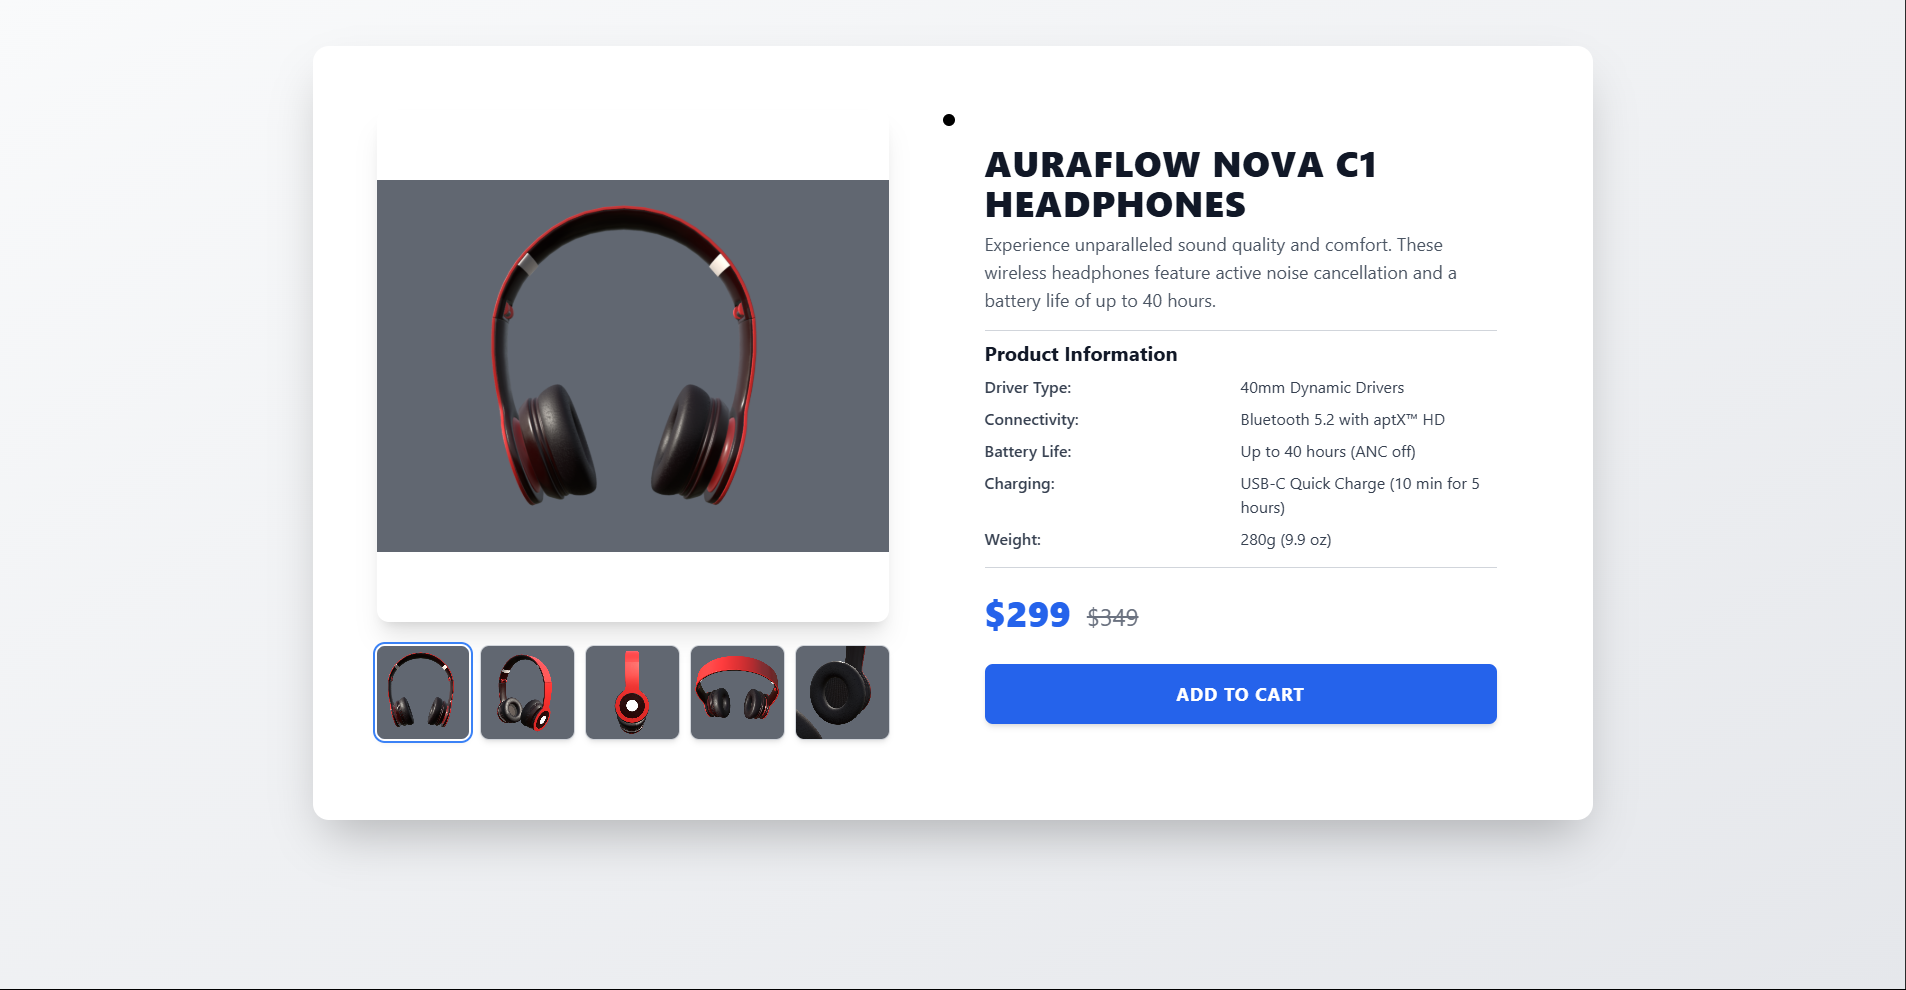 AURAFLOW NOVA C1
HEADPHONES
Experience unparalleled sound quality and comfort. These
wireless headphones feature active noise cancellation and a
battery life of up to 40 hours.
Product Information
Driver Type: 40mm Dynamic Drivers
Connectivity: Bluetooth 5.2 with aptX™ HD
Battery Life: Up to 40 hours (ANC off)
Charging: USB-C Quick Charge (10 min for 5
hours)
Weight: 280g (9.9 oz)
$299 $349
ADD TO CART